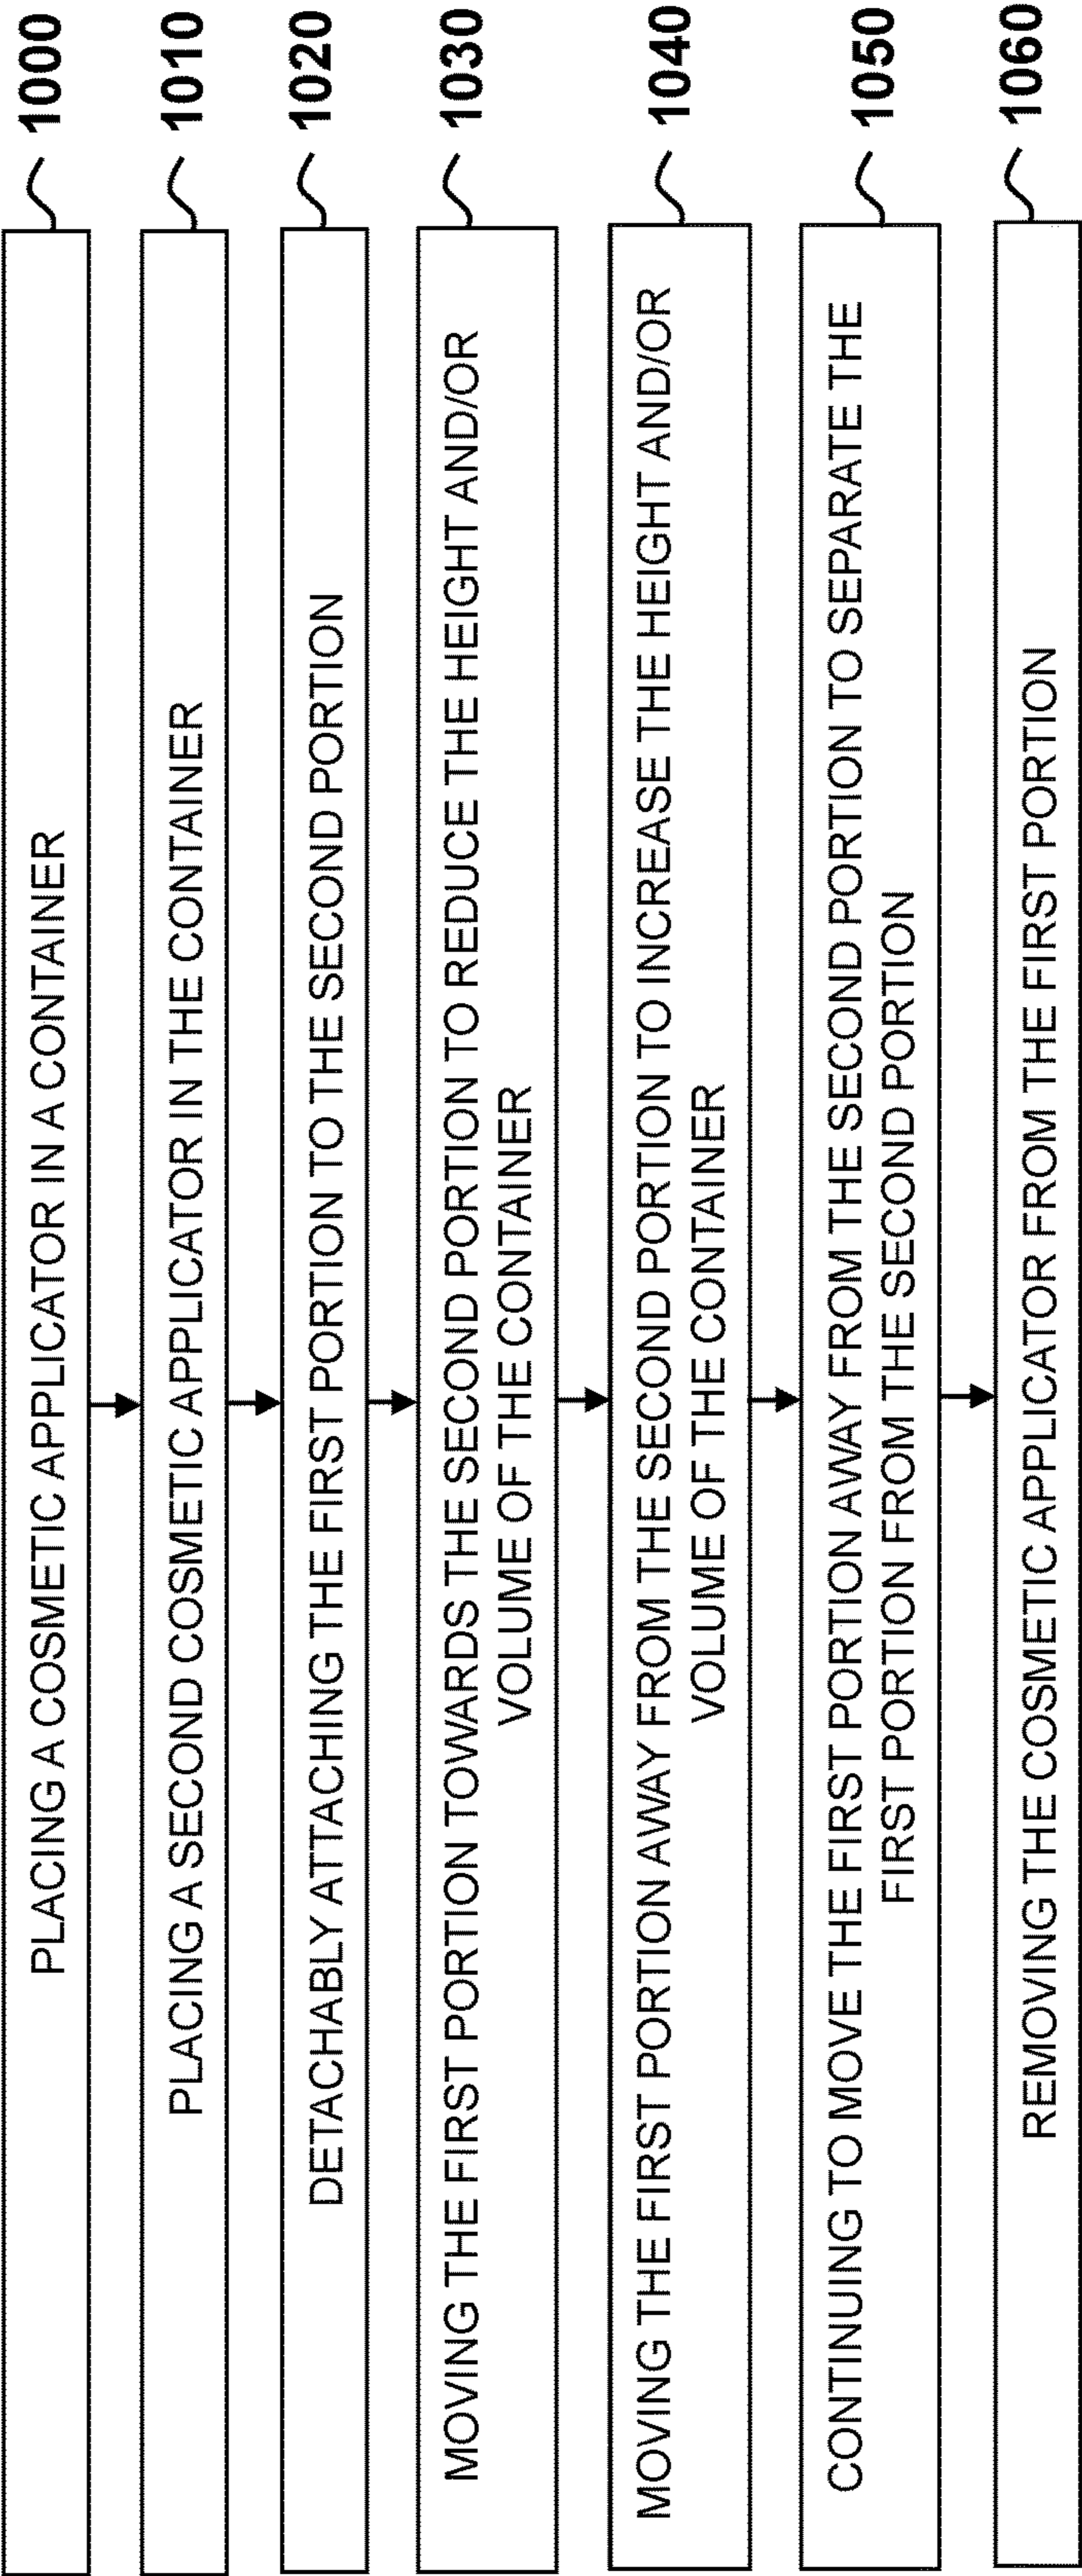 PLACING A COSMETIC APPLICATOR IN A CONTAINER
1000
PLACING A SECOND COSMETIC APPLICATOR IN THE CONTAINER
1010
DETACHABLY ATTACHING THE FIRST PORTION TO THE SECOND PORTION
1020
MOVING THE FIRST PORTION TOWARDS THE SECOND PORTION TO REDUCE THE HEIGHT AND/OR
VOLUME OF THE CONTAINER
1030
MOVING THE FIRST PORTION AWAY FROM THE SECOND PORTION TO INCREASE THE HEIGHT AND/OR
VOLUME OF THE CONTAINER
1040
CONTINUING TO MOVE THE FIRST PORTION AWAY FROM THE SECOND PORTION TO SEPARATE THE
FIRST PORTION FROM THE SECOND PORTION
1050
REMOVING THE COSMETIC APPLICATOR FROM THE FIRST PORTION
1060